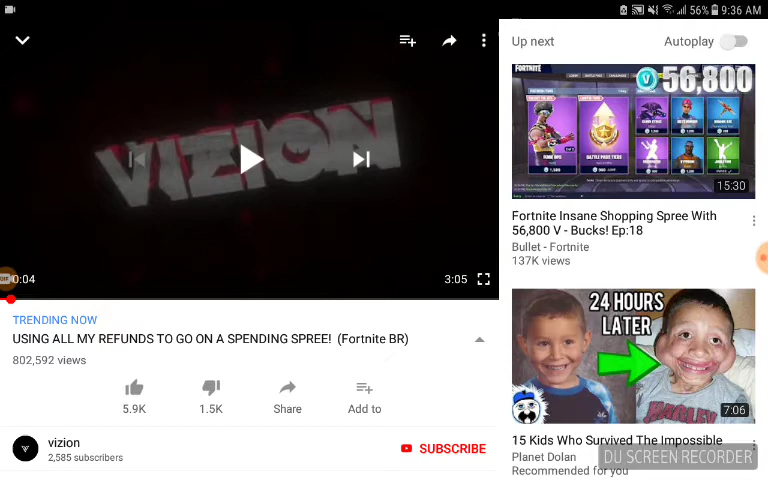 56% 9:36 AM
VIZION
0:04
3:05
TRENDING NOW
USING ALL MY REFUNDS TO GO ON A SPENDING SPREE! (Fortnite BR)
802,592 views
5.9K
1.5K
Share
Add to
vizion
2,585 subscribers
SUBSCRIBE
Up next
Autoplay
FORTNITE
V 56,800
BATTLE PASS TIERS
15:30
Fortnite Insane Shopping Spree With
56,800 V - Bucks! Ep:18
Bullet - Fortnite
137K views
24 HOURS
LATER
7:06
15 Kids Who Survived The Impossible
Planet Dolan
Recommended for you
DU SCREEN RECORDER